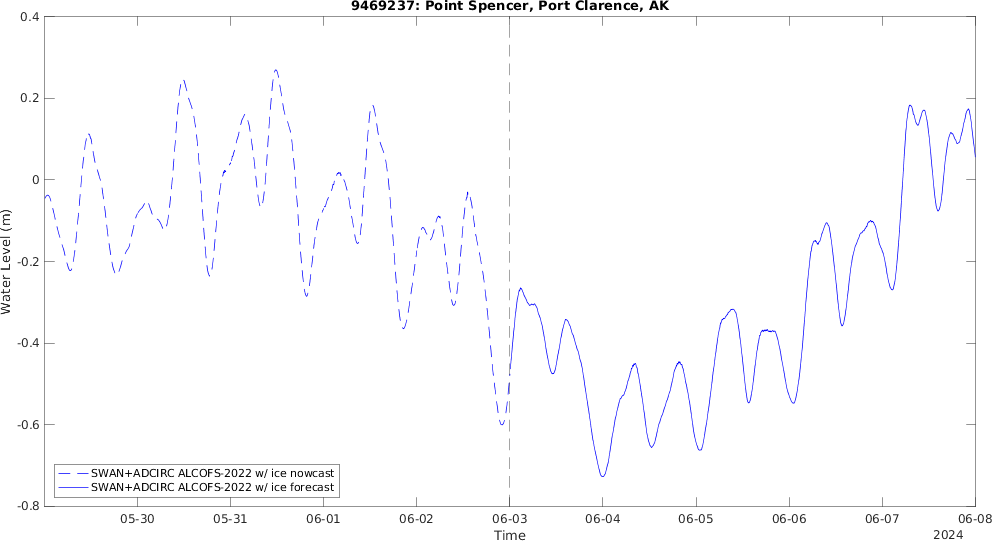 9469237: Point Spencer, Port Clarence, AK
0.4
0.2
0
-0.2
-0.4
-0.6
-0.8
Water Level (m)
SWAN+ADCIRC ALCOFS-2022 w/ ice nowcast
SWAN+ADCIRC ALCOFS-2022 w/ ice forecast
05-30 05-31 06-01 06-02 06-03 06-04 06-05 06-06 06-07 06-08
Time
2024